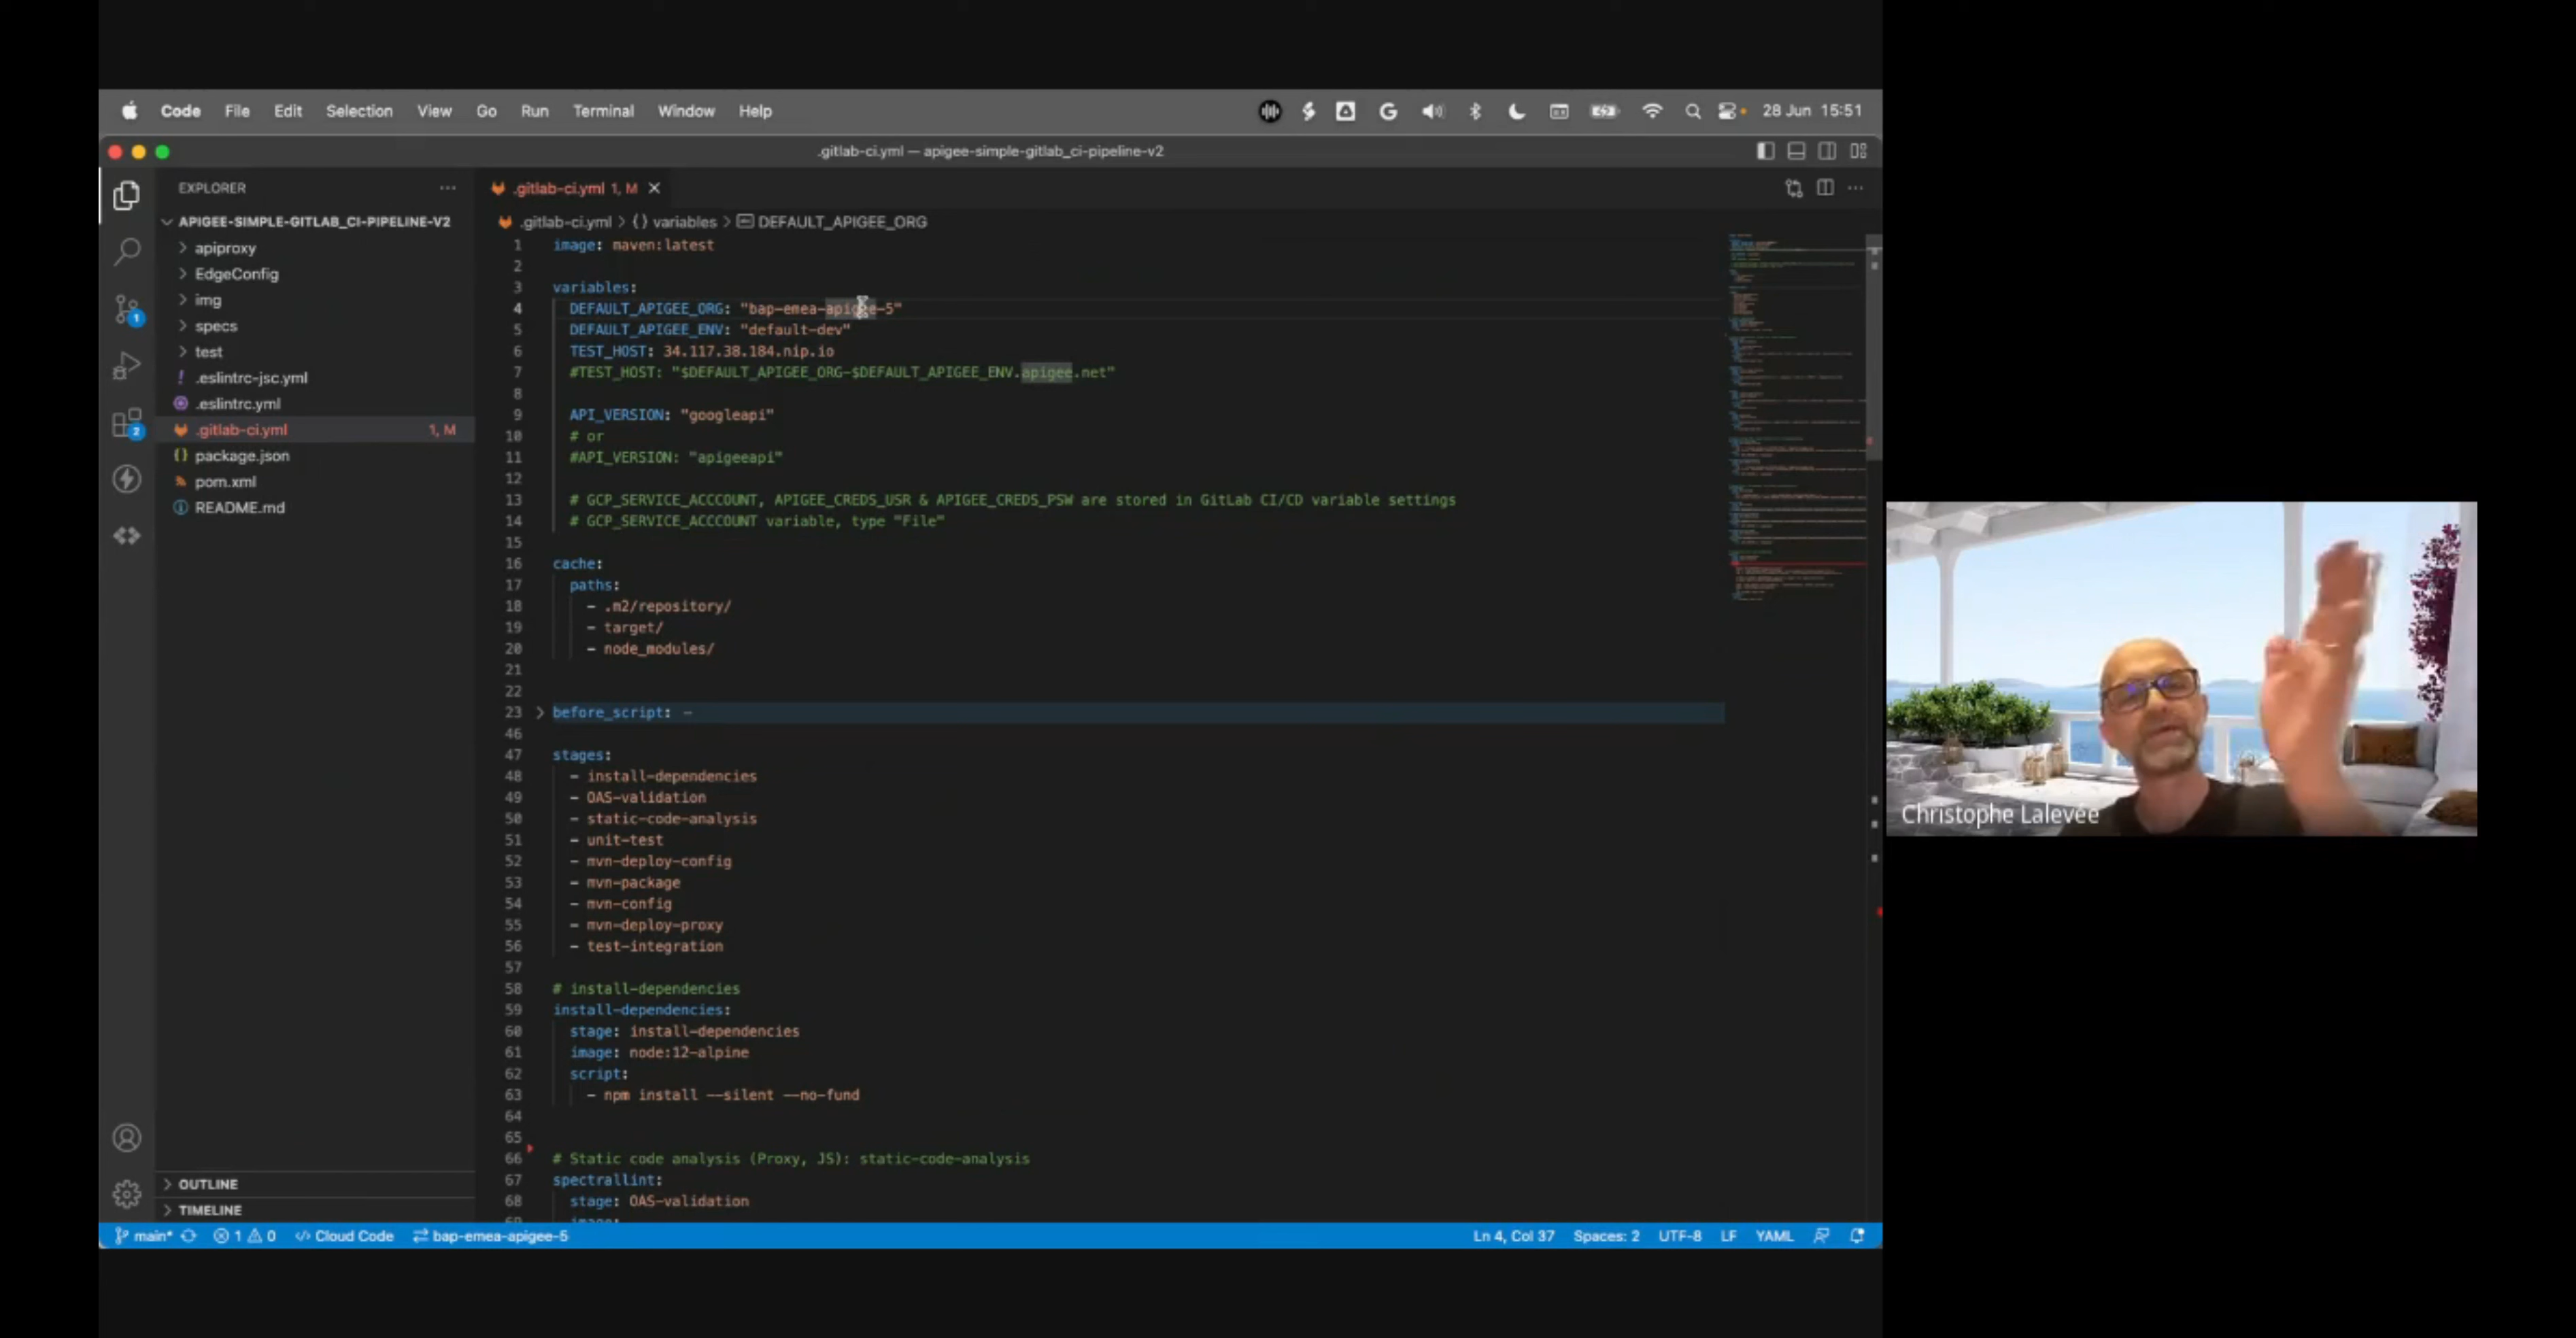 Code File Edit Selection View Go Run Terminal Window Help 28 Jun 15:51
.gitlab-ci.yml — apigee-simple-gitlab_ci-pipeline-v2
EXPLORER
APIGEE-SIMPLE-GITLAB_CI-PIPELINE-V2
apiproxy
EdgeConfig
img
specs
test
.eslintrc-jsc.yml
.eslintrc.yml
.gitlab-ci.yml 1, M
package.json
pom.xml
README.md
OUTLINE
TIMELINE
1
2
.gitlab-ci.yml 1, M
.gitlab-ci.yml > {} variables > DEFAULT_APIGEE_ORG
1 image: maven:latest
2
3 variables:
4 DEFAULT_APIGEE_ORG: "bap-emea-apigee-5"
5 DEFAULT_APIGEE_ENV: "default-dev"
6 TEST_HOST: 34.117.38.184.nip.io
7 #TEST_HOST: "$DEFAULT_APIGEE_ORG-$DEFAULT_APIGEE_ENV.apigee.net"
8
9 API_VERSION: "googleapi"
10 # or
11 #API_VERSION: "apigeeapi"
12
13 # GCP_SERVICE_ACCCOUNT, APIGEE_CREDS_USR & APIGEE_CREDS_PSW are stored in GitLab CI/CD variable settings
14 # GCP_SERVICE_ACCCOUNT variable, type "File"
15
16 cache:
17 paths:
18 - .m2/repository/
19 - target/
20 - node_modules/
21
22
23 before_script: –
46
47 stages:
48 - install-dependencies
49 - OAS-validation
50 - static-code-analysis
51 - unit-test
52 - mvn-deploy-config
53 - mvn-package
54 - mvn-config
55 - mvn-deploy-proxy
56 - test-integration
57
58 # install-dependencies
59 install-dependencies:
60 stage: install-dependencies
61 image: node:12-alpine
62 script:
63 - npm install --silent --no-fund
64
65
66 # Static code analysis (Proxy, JS): static-code-analysis
67 spectrallint:
68 stage: OAS-validation
main* 1 0 Cloud Code bap-emea-apigee-5 Ln 4, Col 37 Spaces: 2 UTF-8 LF YAML
Christophe Lalevée